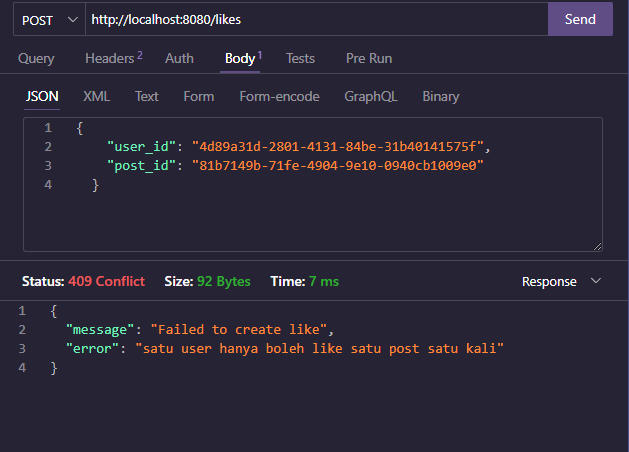 POST http://localhost:8080/likes Send
Query Headers 2 Auth Body 1 Tests Pre Run
JSON XML Text Form Form-encode GraphQL Binary
1 {
2 "user_id": "4d89a31d-2801-4131-84be-31b40141575f",
3 "post_id": "81b7149b-71fe-4904-9e10-0940cb1009e0"
4 }
Status: 409 Conflict Size: 92 Bytes Time: 7 ms Response
1 {
2 "message": "Failed to create like",
3 "error": "satu user hanya boleh like satu post satu kali"
4 }